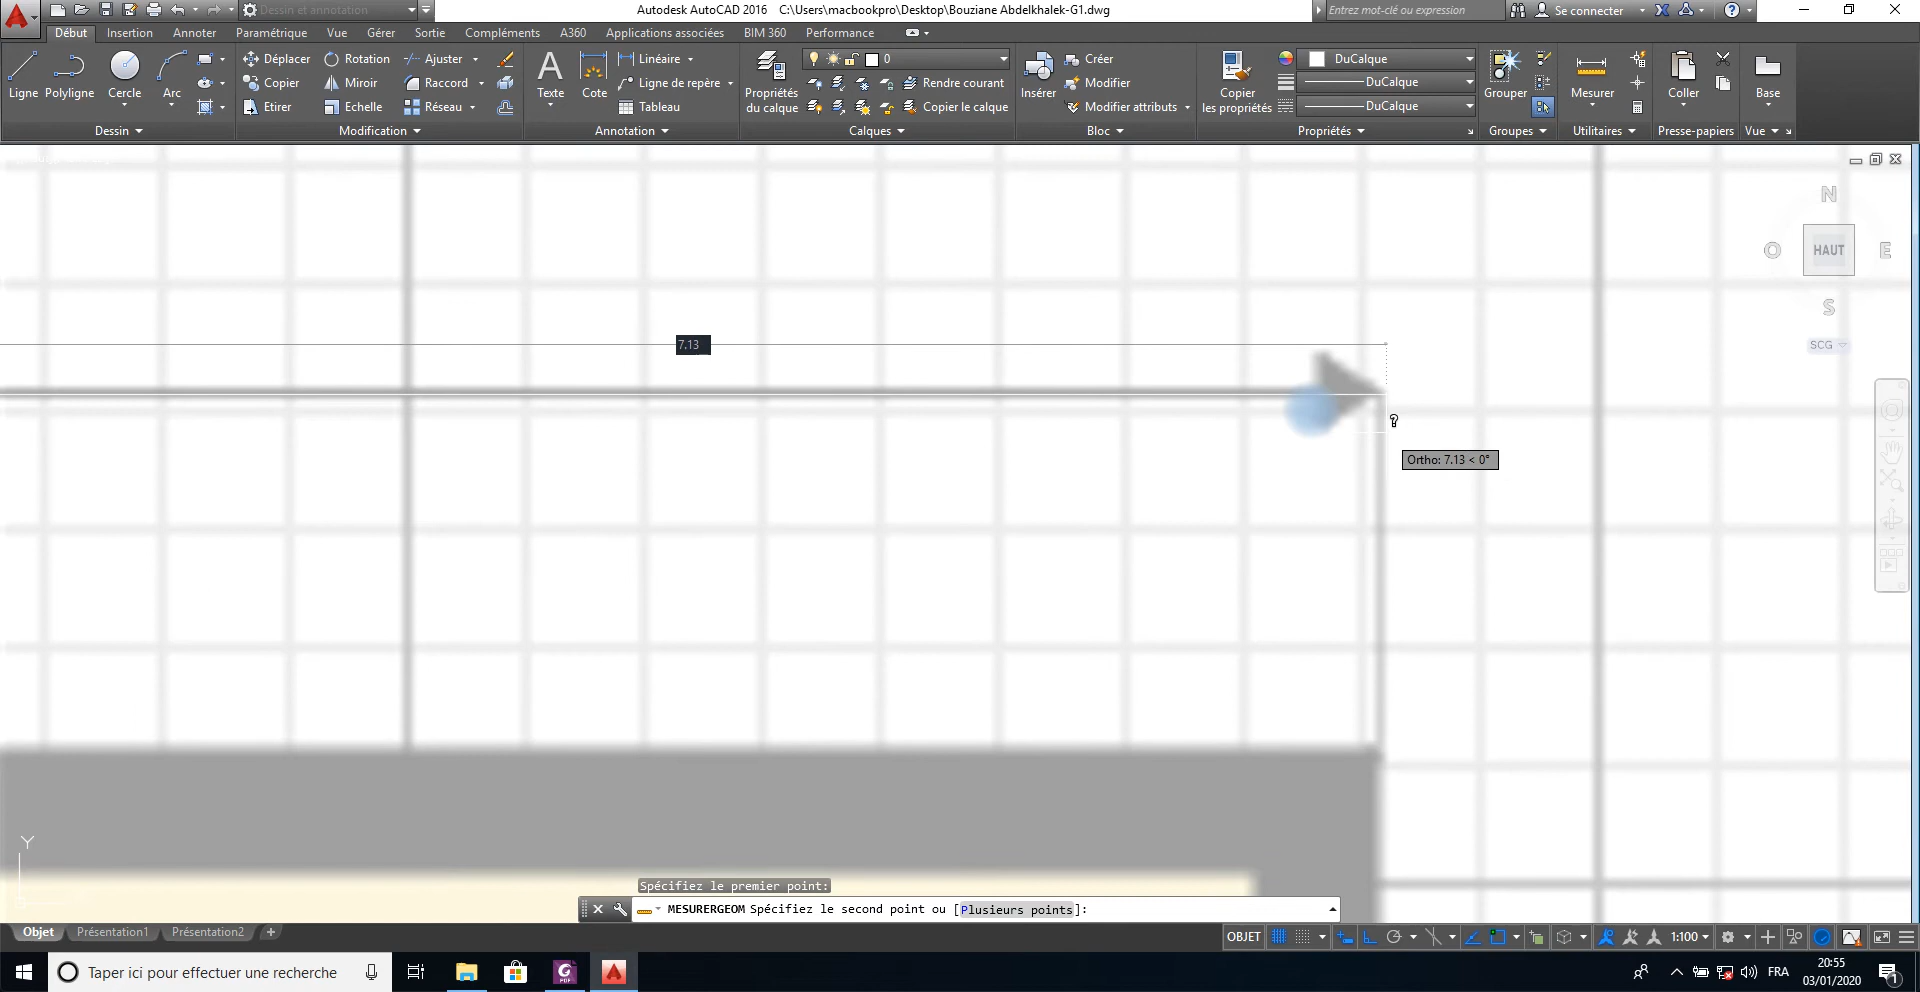 Dessin et annotation
Autodesk AutoCAD 2016 C:\Users\macbookpro\Desktop\Bouziane Abdelkhalek-G1.dwg
Entrez mot-clé ou expression
Se connecter
Début Insertion Annoter Paramétrique Vue Gérer Sortie Compléments A360 Applications associées BIM 360 Performance
Ligne Polyligne Cercle Arc
Déplacer Rotation Ajuster
Copier Miroir Raccord
Etirer Echelle Réseau
Texte Cote
Linéaire
Ligne de repère
Tableau
Propriétés du calque
0
Rendre courant
Copier le calque
Insérer
Créer
Modifier
Modifier attributs
Copier les propriétés
DuCalque
DuCalque
DuCalque
Grouper
Mesurer
Coller
Base
Dessin Modification Annotation Calques Bloc Propriétés Groupes Utilitaires Presse-papiers Vue
N
O HAUT E
S
SCG
7.13
Ortho: 7.13 < 0°
Y
Spécifiez le premier point:
MESURERGEOM Spécifiez le second point ou [Plusieurs points]:
Objet Présentation1 Présentation2
OBJET
1:100
Taper ici pour effectuer une recherche
PDF
FRA
20:55
03/01/2020
1